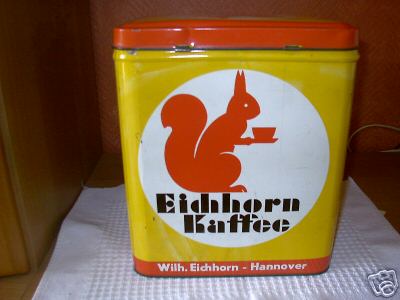 Eichhorn
Kaffee
Wilh. Eichhorn - Hannover